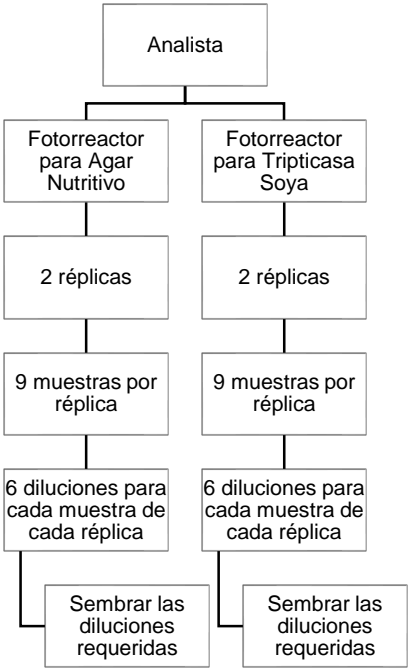 Analista
Fotorreactor
para Agar
Nutritivo
2 réplicas
9 muestras por
réplica
6 diluciones para
cada muestra de
cada réplica
Sembrar las
diluciones
requeridas
Fotorreactor
para Tripticasa
Soya
2 réplicas
9 muestras por
réplica
6 diluciones para
cada muestra de
cada réplica
Sembrar las
diluciones
requeridas